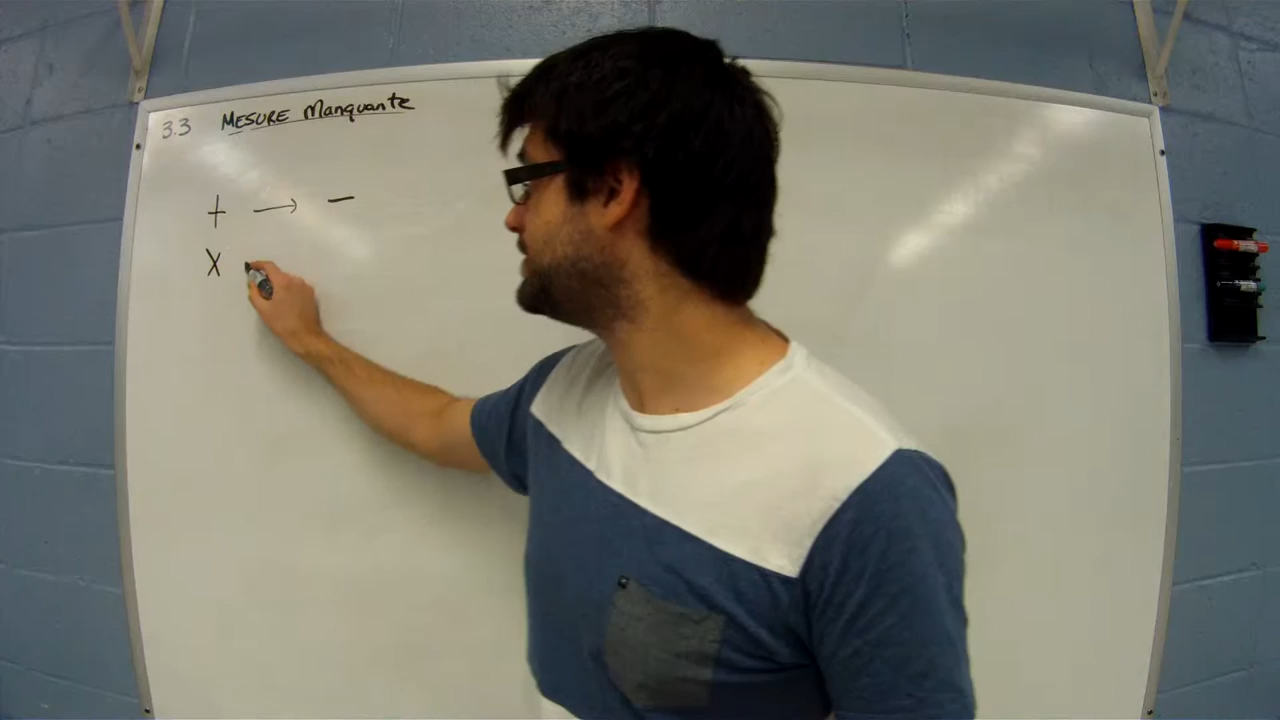 3.3 MESURE Manquante
+ → −
X